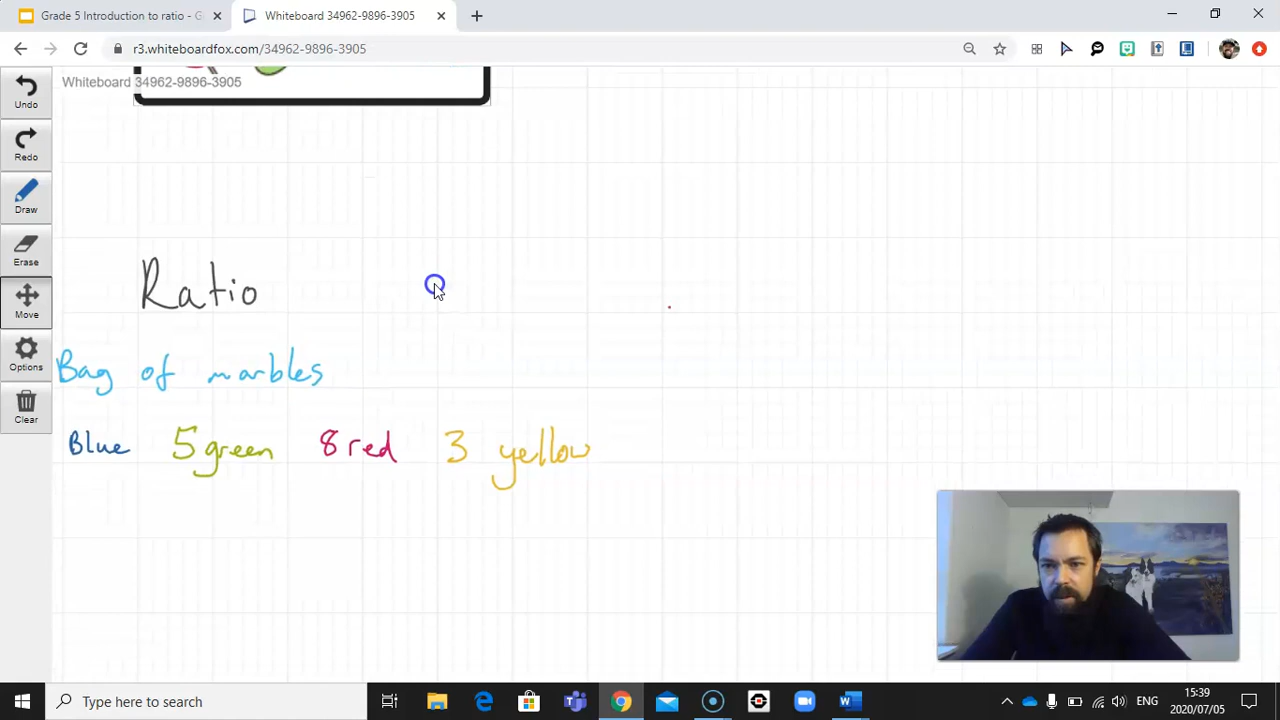 Grade 5 Introduction to ratio - G
Whiteboard 34962-9896-3905
r3.whiteboardfox.com/34962-9896-3905
Whiteboard 34962-9896-3905
Undo
Redo
Draw
Erase
Move
Options
Clear
Ratio
Bag of marbles
Blue 5 green 8 red 3 yellow
Type here to search
ENG
15:39
2020/07/05